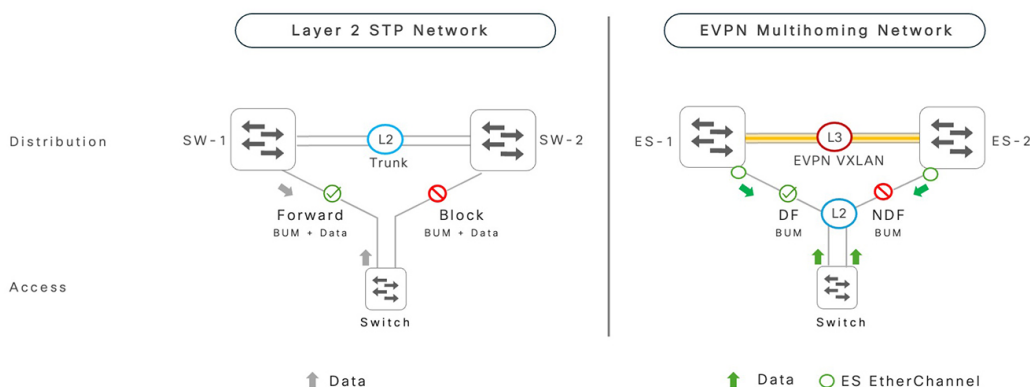 Layer 2 STP Network
EVPN Multihoming Network
Distribution
SW-1
L2
Trunk
SW-2
ES-1
L3
EVPN VXLAN
ES-2
Forward
BUM + Data
Block
BUM + Data
DF
BUM
L2
NDF
BUM
Access
Switch
Switch
Data
Data
ES EtherChannel